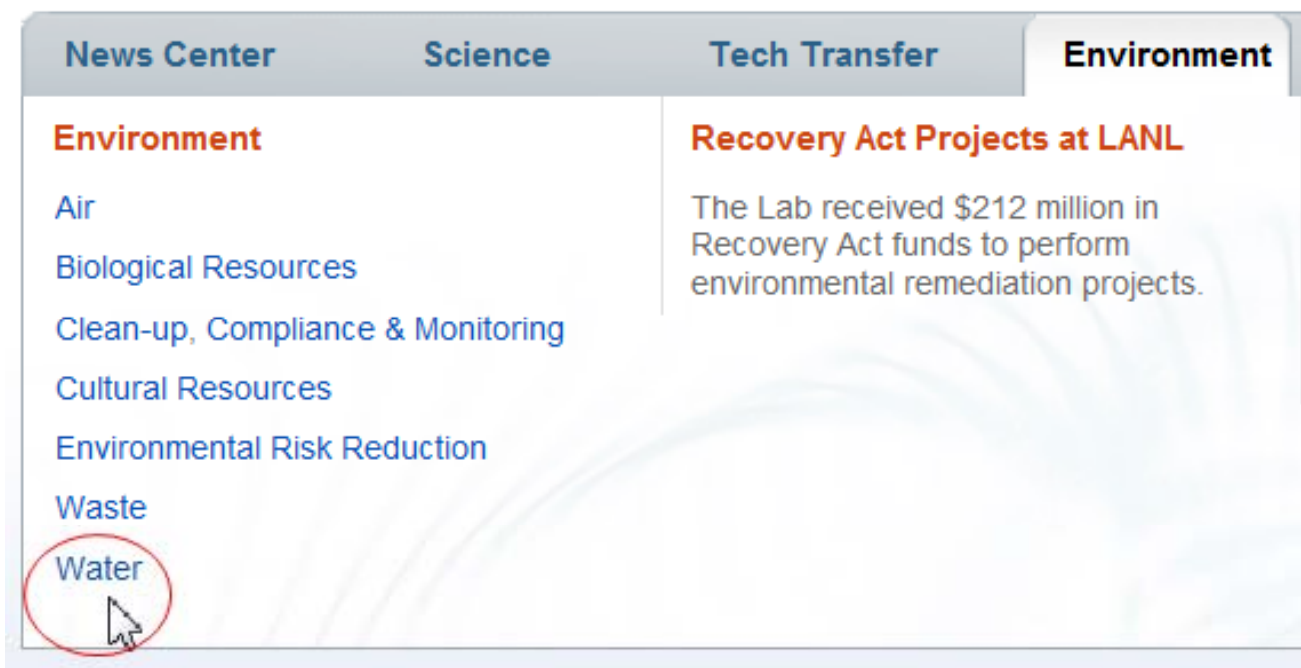 News Center Science Tech Transfer Environment
Environment
Air
Biological Resources
Clean-up, Compliance & Monitoring
Cultural Resources
Environmental Risk Reduction
Waste
Water
Recovery Act Projects at LANL
The Lab received $212 million in
Recovery Act funds to perform
environmental remediation projects.